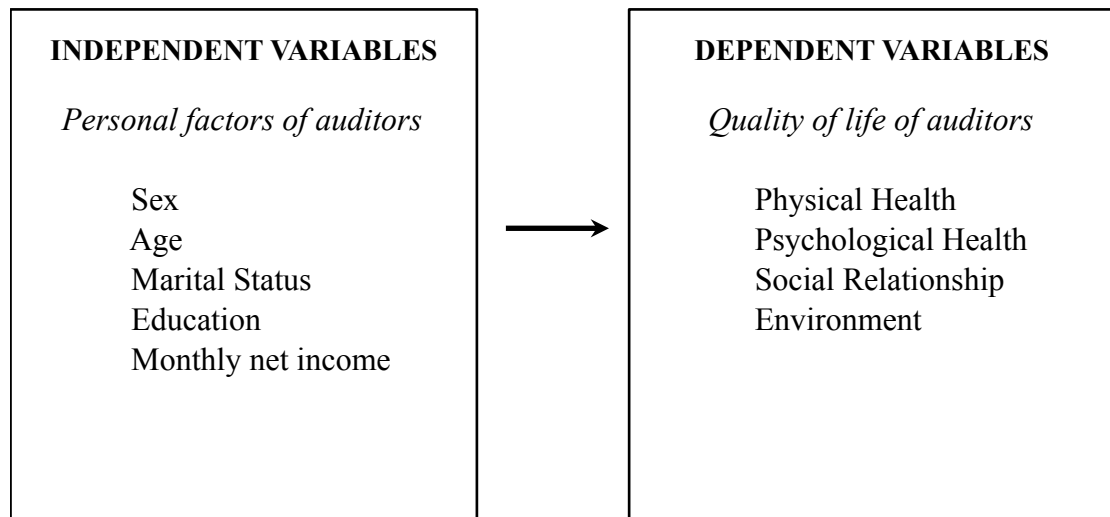 INDEPENDENT VARIABLES
Personal factors of auditors
Sex
Age
Marital Status
Education
Monthly net income
DEPENDENT VARIABLES
Quality of life of auditors
Physical Health
Psychological Health
Social Relationship
Environment